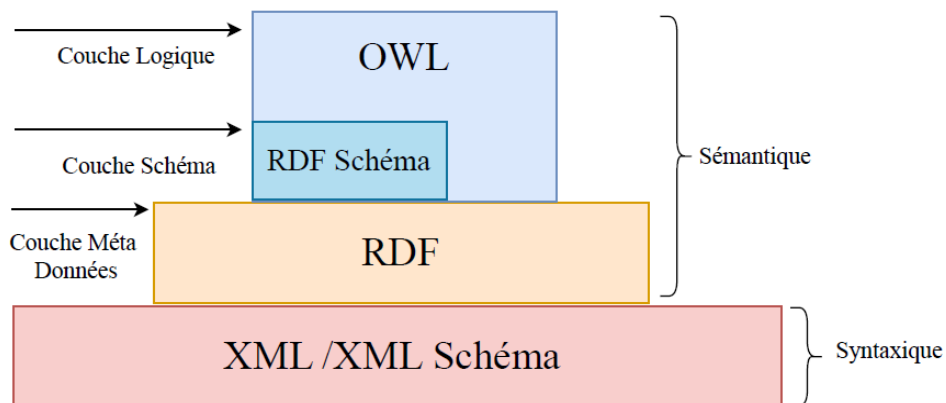 Couche Logique
OWL
Couche Schéma
RDF Schéma
Sémantique
Couche Méta
Données
RDF
XML /XML Schéma
Syntaxique